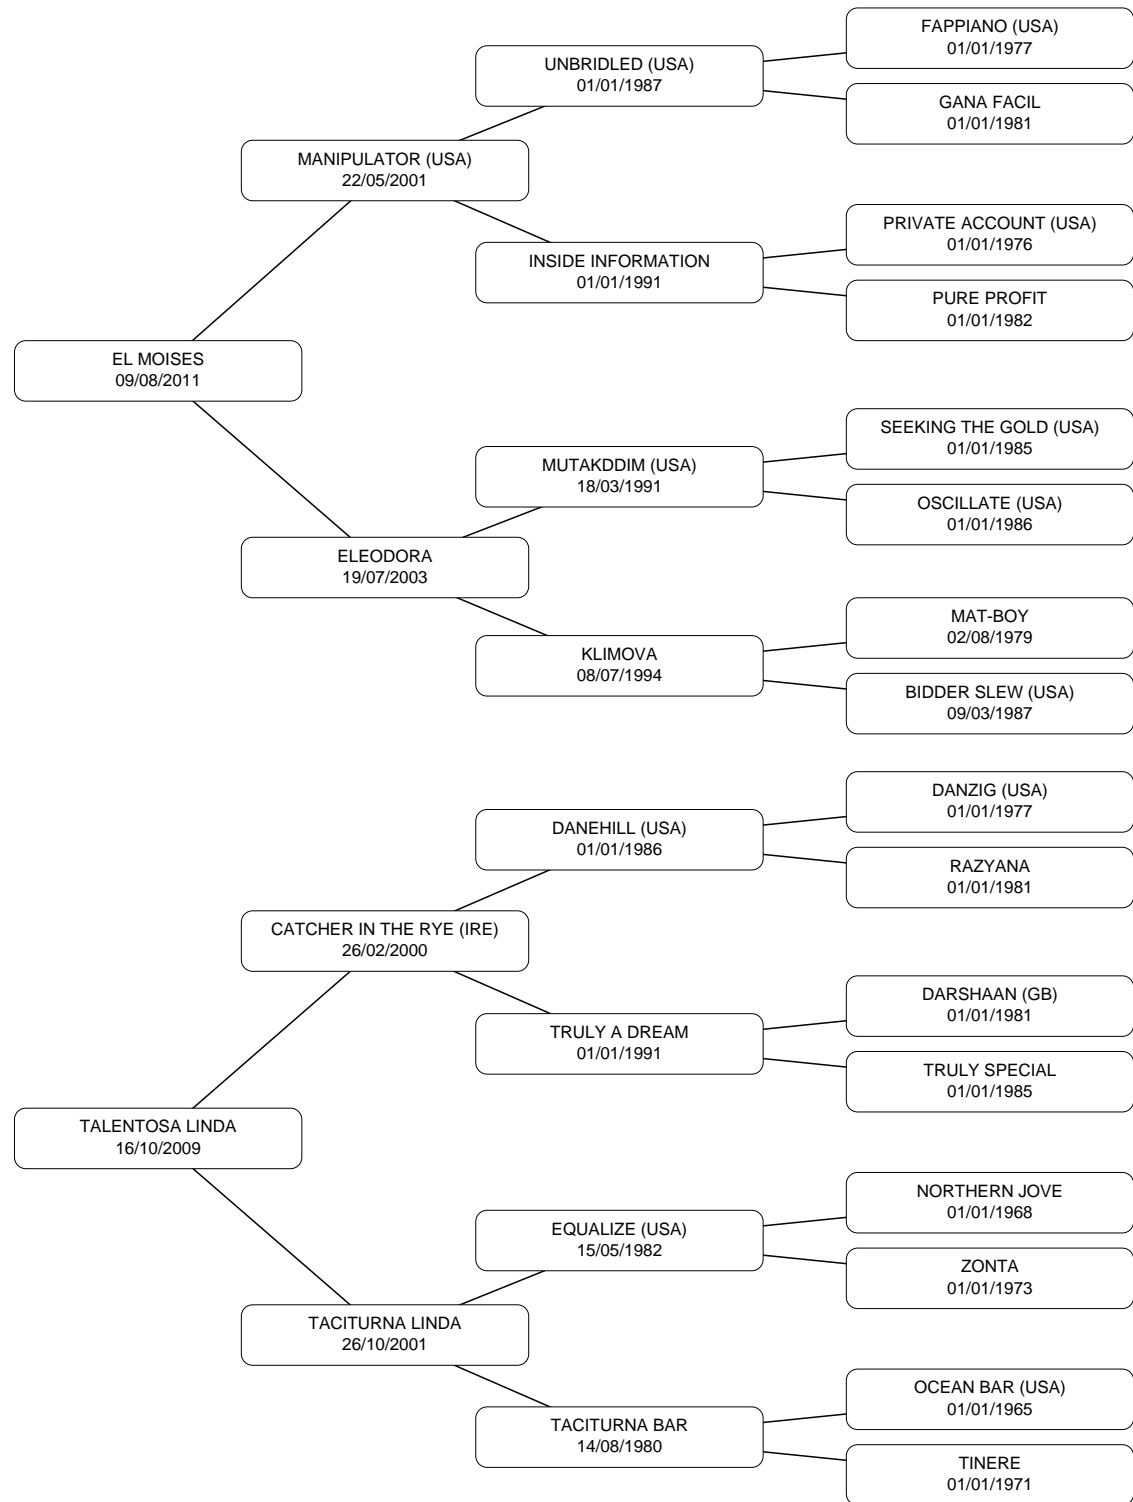 FAPPIANO (USA)
01/01/1977
UNBRIDLED (USA)
01/01/1987
GANA FACIL
01/01/1981
MANIPULATOR (USA)
22/05/2001
PRIVATE ACCOUNT (USA)
01/01/1976
INSIDE INFORMATION
01/01/1991
PURE PROFIT
01/01/1982
EL MOISES
09/08/2011
SEEKING THE GOLD (USA)
01/01/1985
MUTAKDDIM (USA)
18/03/1991
OSCILLATE (USA)
01/01/1986
ELEODORA
19/07/2003
MAT-BOY
02/08/1979
KLIMOVA
08/07/1994
BIDDER SLEW (USA)
09/03/1987
DANZIG (USA)
01/01/1977
DANEHILL (USA)
01/01/1986
RAZYANA
01/01/1981
CATCHER IN THE RYE (IRE)
26/02/2000
DARSHAAN (GB)
01/01/1981
TRULY A DREAM
01/01/1991
TRULY SPECIAL
01/01/1985
TALENTOSA LINDA
16/10/2009
NORTHERN JOVE
01/01/1968
EQUALIZE (USA)
15/05/1982
ZONTA
01/01/1973
TACITURNA LINDA
26/10/2001
OCEAN BAR (USA)
01/01/1965
TACITURNA BAR
14/08/1980
TINERE
01/01/1971